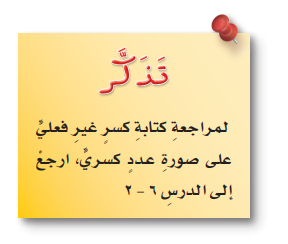 تَذَكَّرْ
لمراجعةِ كتابةِ كسرٍ غيرِ فعليٍّ
على صورةِ عددٍ كسريٍّ، ارجعْ
إلى الدرسِ ٦ - ٢